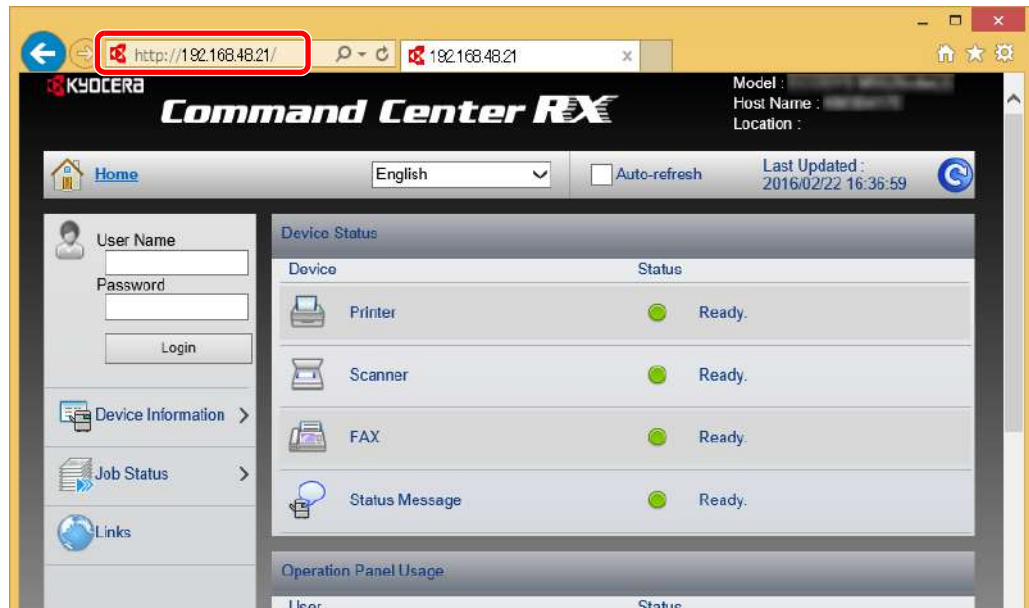 http://192.168.48.21/
192.168.48.21
KYOCERA
Command Center RX
Model :
Host Name :
Location :
Home
English
Auto-refresh
Last Updated :
2016/02/22 16:36:59
User Name
Password
Login
Device Information
Job Status
Links
Device Status
Device Status
Printer Ready.
Scanner Ready.
FAX Ready.
Status Message Ready.
Operation Panel Usage
User Status